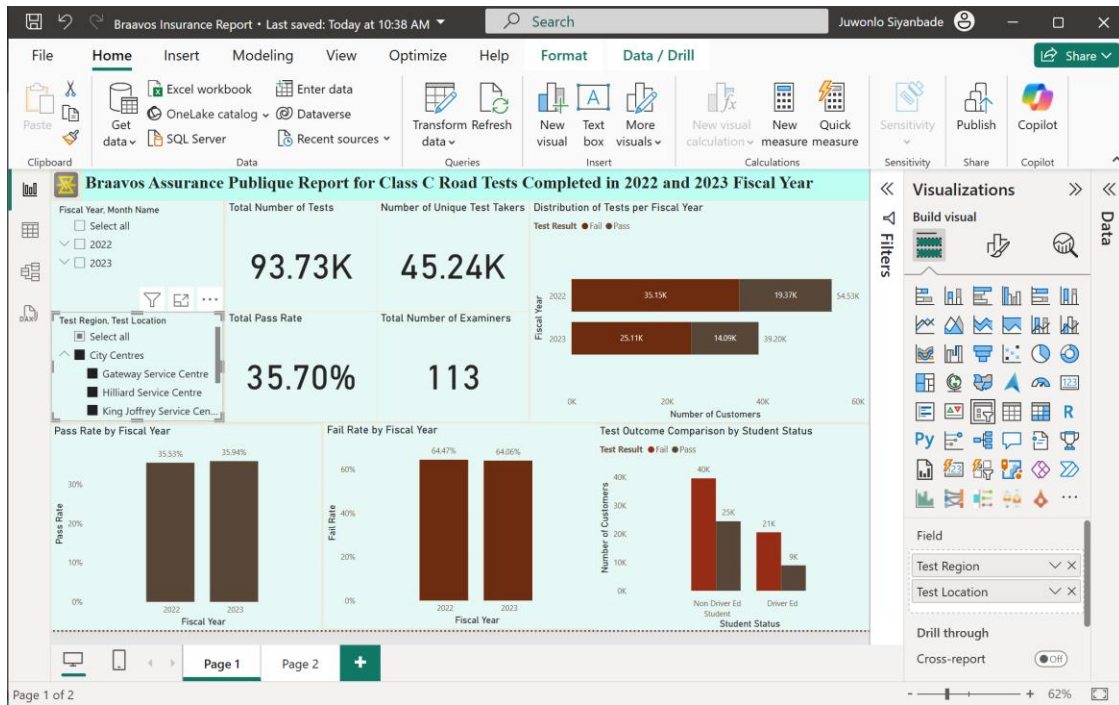 Braavos Insurance Report • Last saved: Today at 10:38 AM
Search
Juwonlo Siyanbade
File Home Insert Modeling View Optimize Help Format Data / Drill
Share
Paste
Clipboard
Get data
Excel workbook
OneLake catalog
SQL Server
Enter data
Dataverse
Recent sources
Data
Transform data
Refresh
Queries
New visual
Text box
More visuals
Insert
New visual calculation
New measure
Quick measure
Calculations
Sensitivity
Sensitivity
Publish
Share
Copilot
Copilot
Braavos Assurance Publique Report for Class C Road Tests Completed in 2022 and 2023 Fiscal Year
Fiscal Year, Month Name
Select all
2022
2023
Total Number of Tests
93.73K
Number of Unique Test Takers
45.24K
Distribution of Tests per Fiscal Year
Test Result Fail Pass
Fiscal Year
2022 35.15K 19.37K 54.53K
2023 25.11K 14.09K 39.20K
0K 20K 40K 60K
Number of Customers
Test Region, Test Location
Select all
City Centres
Gateway Service Centre
Hilliard Service Centre
King Joffrey Service Cen...
Total Pass Rate
35.70%
Total Number of Examiners
113
Pass Rate by Fiscal Year
35.53% 35.94%
Pass Rate
30%
20%
10%
0%
2022 2023
Fiscal Year
Fail Rate by Fiscal Year
64.47% 64.06%
Fail Rate
60%
40%
20%
0%
2022 2023
Fiscal Year
Test Outcome Comparison by Student Status
Test Result Fail Pass
Number of Customers
40K
30K
20K
10K
0K
40K
25K
21K
9K
Non Driver Ed Student
Driver Ed
Student Status
Filters
Visualizations
Build visual
Data
123
R
Py
Field
Test Region
Test Location
Drill through
Cross-report
Off
Page 1
Page 2
Page 1 of 2
62%